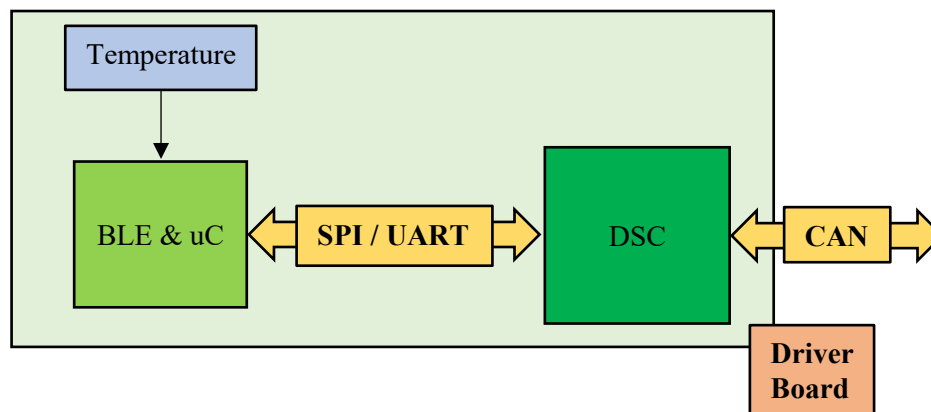 Temperature
BLE & uC
SPI / UART
DSC
CAN
Driver
Board